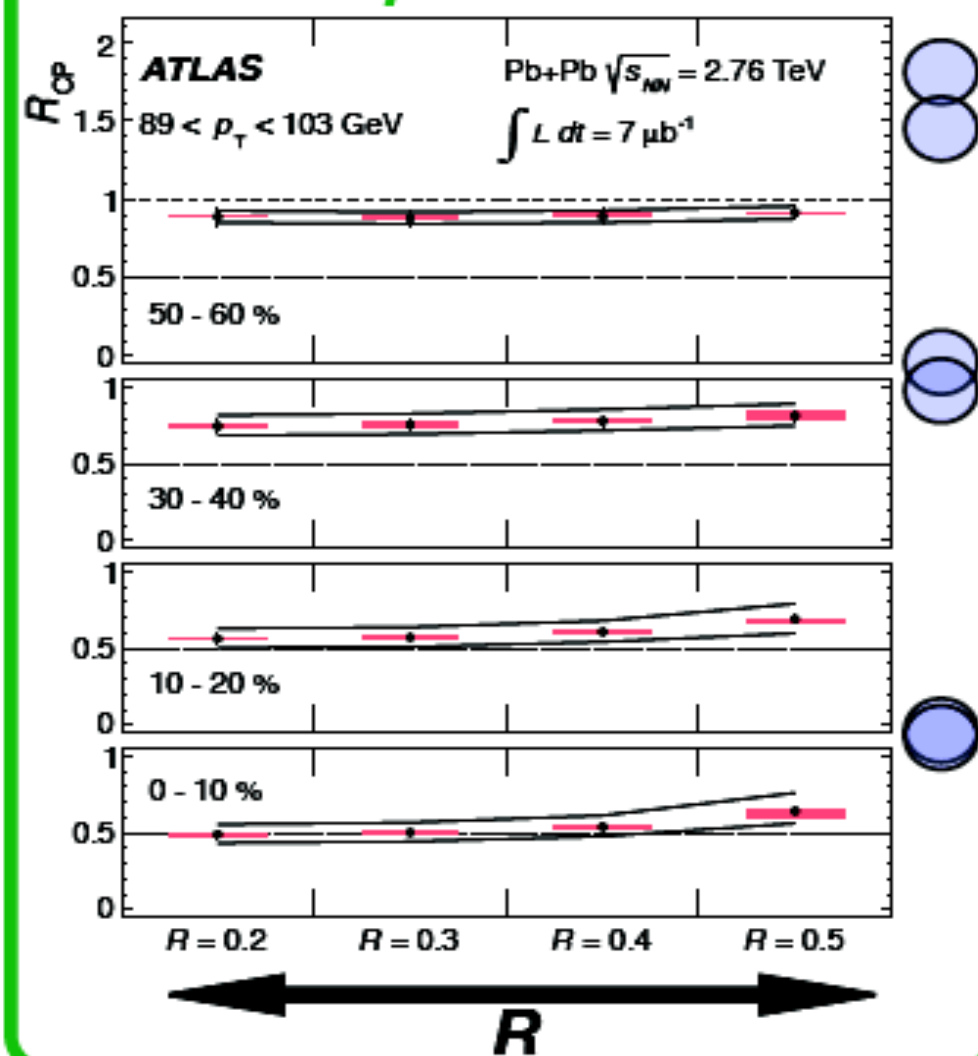 R_CP
ATLAS
Pb+Pb √s_NN = 2.76 TeV
89 < p_T < 103 GeV
∫ L dt = 7 μb⁻¹
2
1.5
1
0.5
0
50 - 60 %
1
0.5
0
30 - 40 %
1
0.5
0
10 - 20 %
1
0.5
0
0 - 10 %
R = 0.2 R = 0.3 R = 0.4 R = 0.5
R